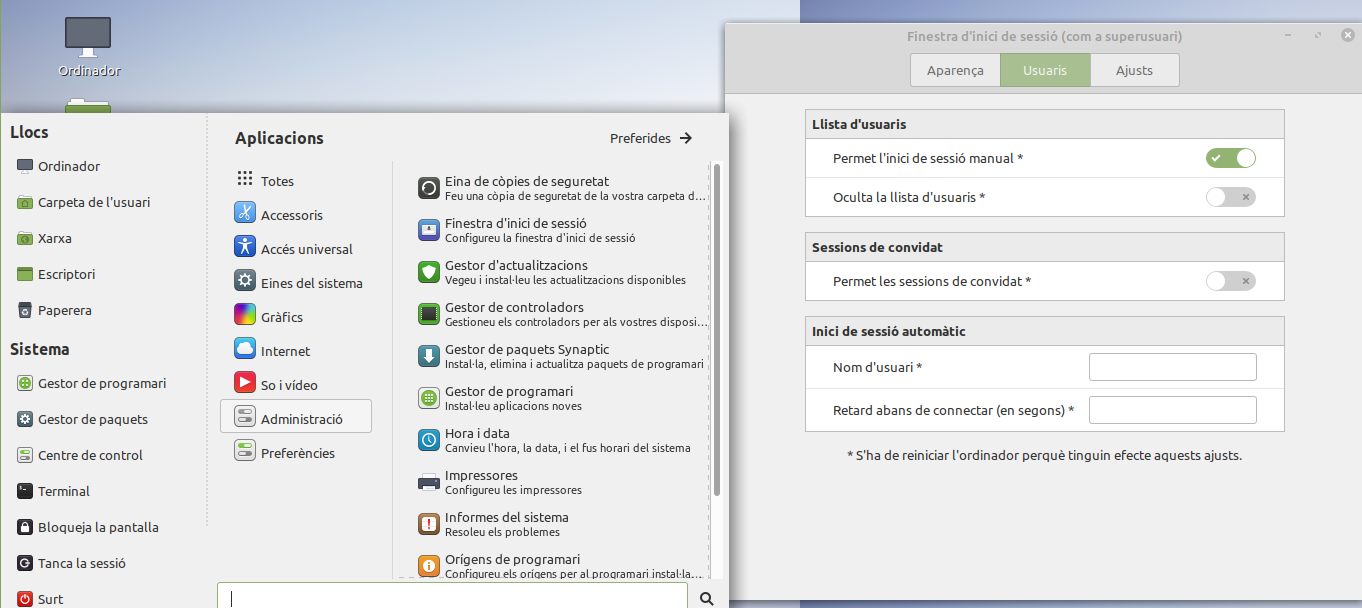 Ordinador
Llocs
Ordinador
Carpeta de l'usuari
Xarxa
Escriptori
Paperera
Sistema
Gestor de programari
Gestor de paquets
Centre de control
Terminal
Bloqueja la pantalla
Tanca la sessió
Surt
Aplicacions
Preferides
Totes
Accessoris
Accés universal
Eines del sistema
Gràfics
Internet
So i vídeo
Administració
Preferències
Eina de còpies de seguretat
Feu una còpia de seguretat de la vostra carpeta d...
Finestra d'inici de sessió
Configureu la finestra d'inici de sessió
Gestor d'actualitzacions
Vegeu i instal·leu les actualitzacions disponibles
Gestor de controladors
Gestioneu els controladors per als vostres disposi...
Gestor de paquets Synaptic
Instal·la, elimina i actualitza paquets de programari
Gestor de programari
Instal·leu aplicacions noves
Hora i data
Canvieu l'hora, la data, i el fus horari del sistema
Impressores
Configureu les impressores
Informes del sistema
Resoleu els problemes
Orígens de programari
Configureu els orígens per al programari instal·la...
Finestra d'inici de sessió (com a superusuari)
Aparença
Usuaris
Ajusts
Llista d'usuaris
Permet l'inici de sessió manual *
Oculta la llista d'usuaris *
Sessions de convidat
Permet les sessions de convidat *
Inici de sessió automàtic
Nom d'usuari *
Retard abans de connectar (en segons) *
* S'ha de reiniciar l'ordinador perquè tinguin efecte aquests ajusts.